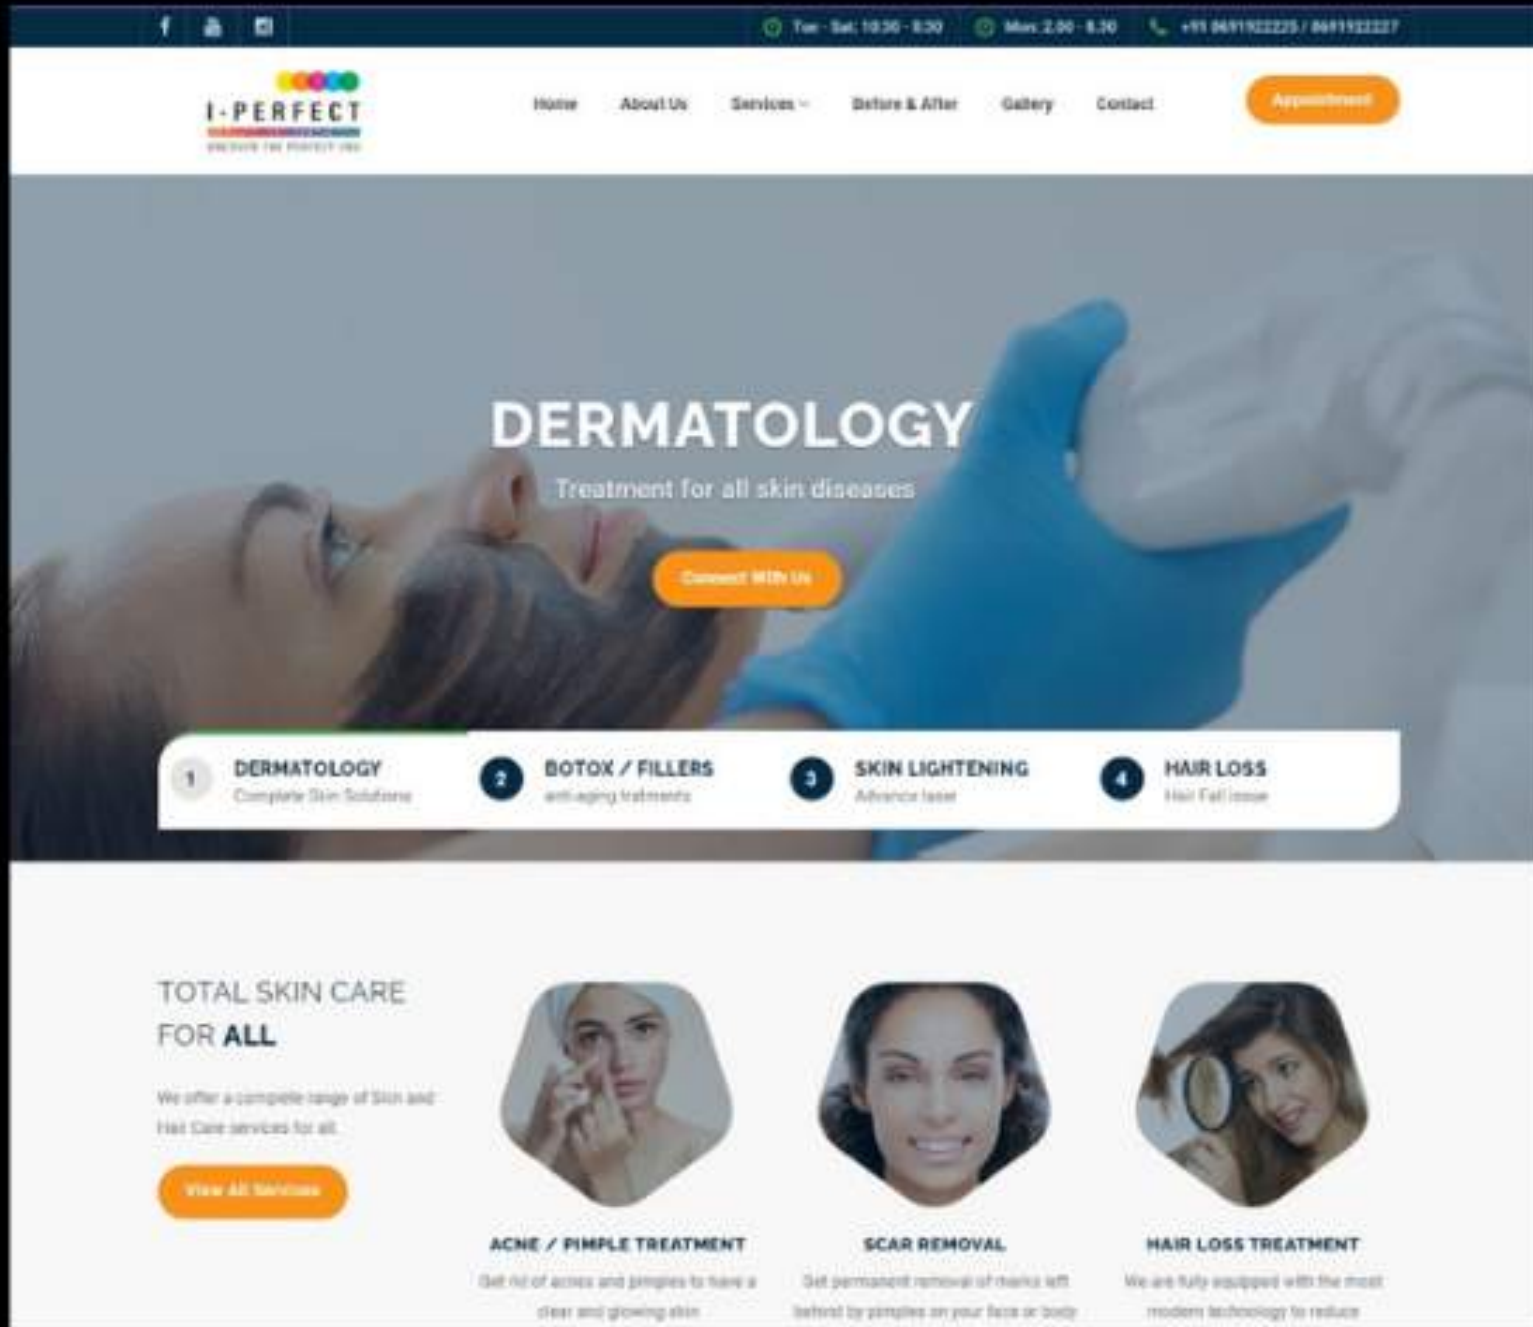 Tue - Sat: 10:30 - 8:30
Mon: 2.00 - 8.30
+91 8691922225 / 8691922227
I-PERFECT
Home
About Us
Services
Before & After
Gallery
Contact
Appointment
DERMATOLOGY
Treatment for all skin diseases
Connect With Us
1
DERMATOLOGY
Complete Skin Solutions
2
BOTOX / FILLERS
anti-aging tratments
3
SKIN LIGHTENING
Advance laser
4
HAIR LOSS
Hair Fall issue
TOTAL SKIN CARE
FOR ALL
We offer a complete range of Skin and
Hair Care services for all.
View All Services
ACNE / PIMPLE TREATMENT
Get rid of acnes and pimples to have a
clear and glowing skin
SCAR REMOVAL
Get permanent removal of marks left
behind by pimples on your face or body
HAIR LOSS TREATMENT
We are fully equipped with the most
modern technology to reduce